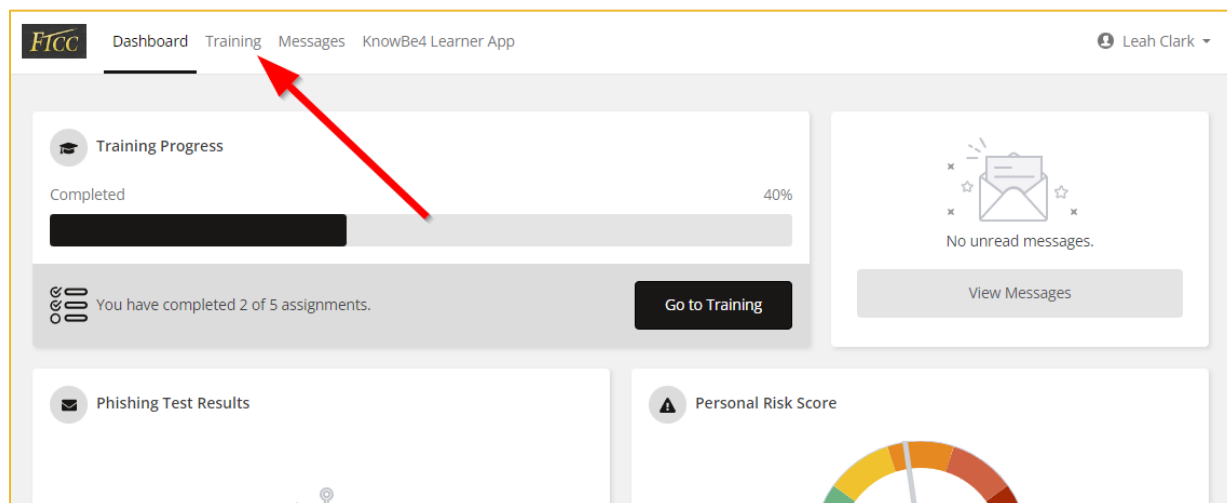 FTCC Dashboard Training Messages KnowBe4 Learner App Leah Clark
Training Progress
Completed 40%
You have completed 2 of 5 assignments.
Go to Training
No unread messages.
View Messages
Phishing Test Results
Personal Risk Score